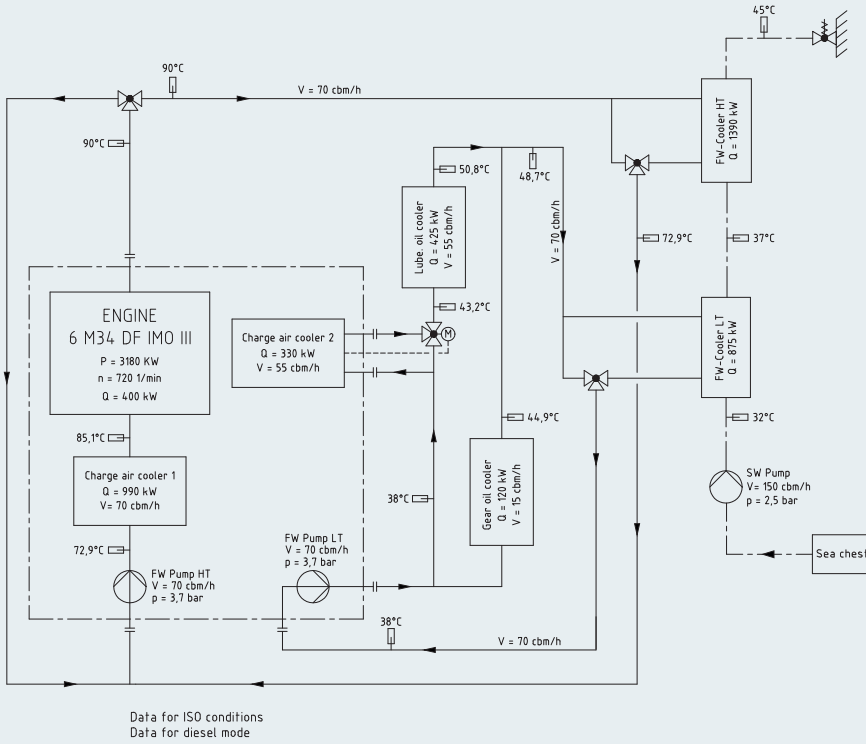 45°C
90°C
V = 70 cbm/h
FW-Cooler HT
Q = 1390 kW
90°C
50,8°C
48,7°C
Lube. oil cooler
Q = 425 kW
V = 55 cbm/h
V = 70 cbm/h
72,9°C
37°C
ENGINE
6 M34 DF IMO III
P = 3180 KW
n = 720 1/min
Q = 400 kW
Charge air cooler 2
Q = 330 kW
V = 55 cbm/h
43,2°C
M
FW-Cooler LT
Q = 875 kW
32°C
44,9°C
85,1°C
Charge air cooler 1
Q = 990 kW
V= 70 cbm/h
38°C
Gear oil cooler
Q = 120 kW
V = 15 cbm/h
SW Pump
V= 150 cbm/h
p = 2,5 bar
72,9°C
FW Pump HT
V = 70 cbm/h
p = 3,7 bar
FW Pump LT
V = 70 cbm/h
p = 3,7 bar
Sea chest
38°C
V = 70 cbm/h
Data for ISO conditions
Data for diesel mode